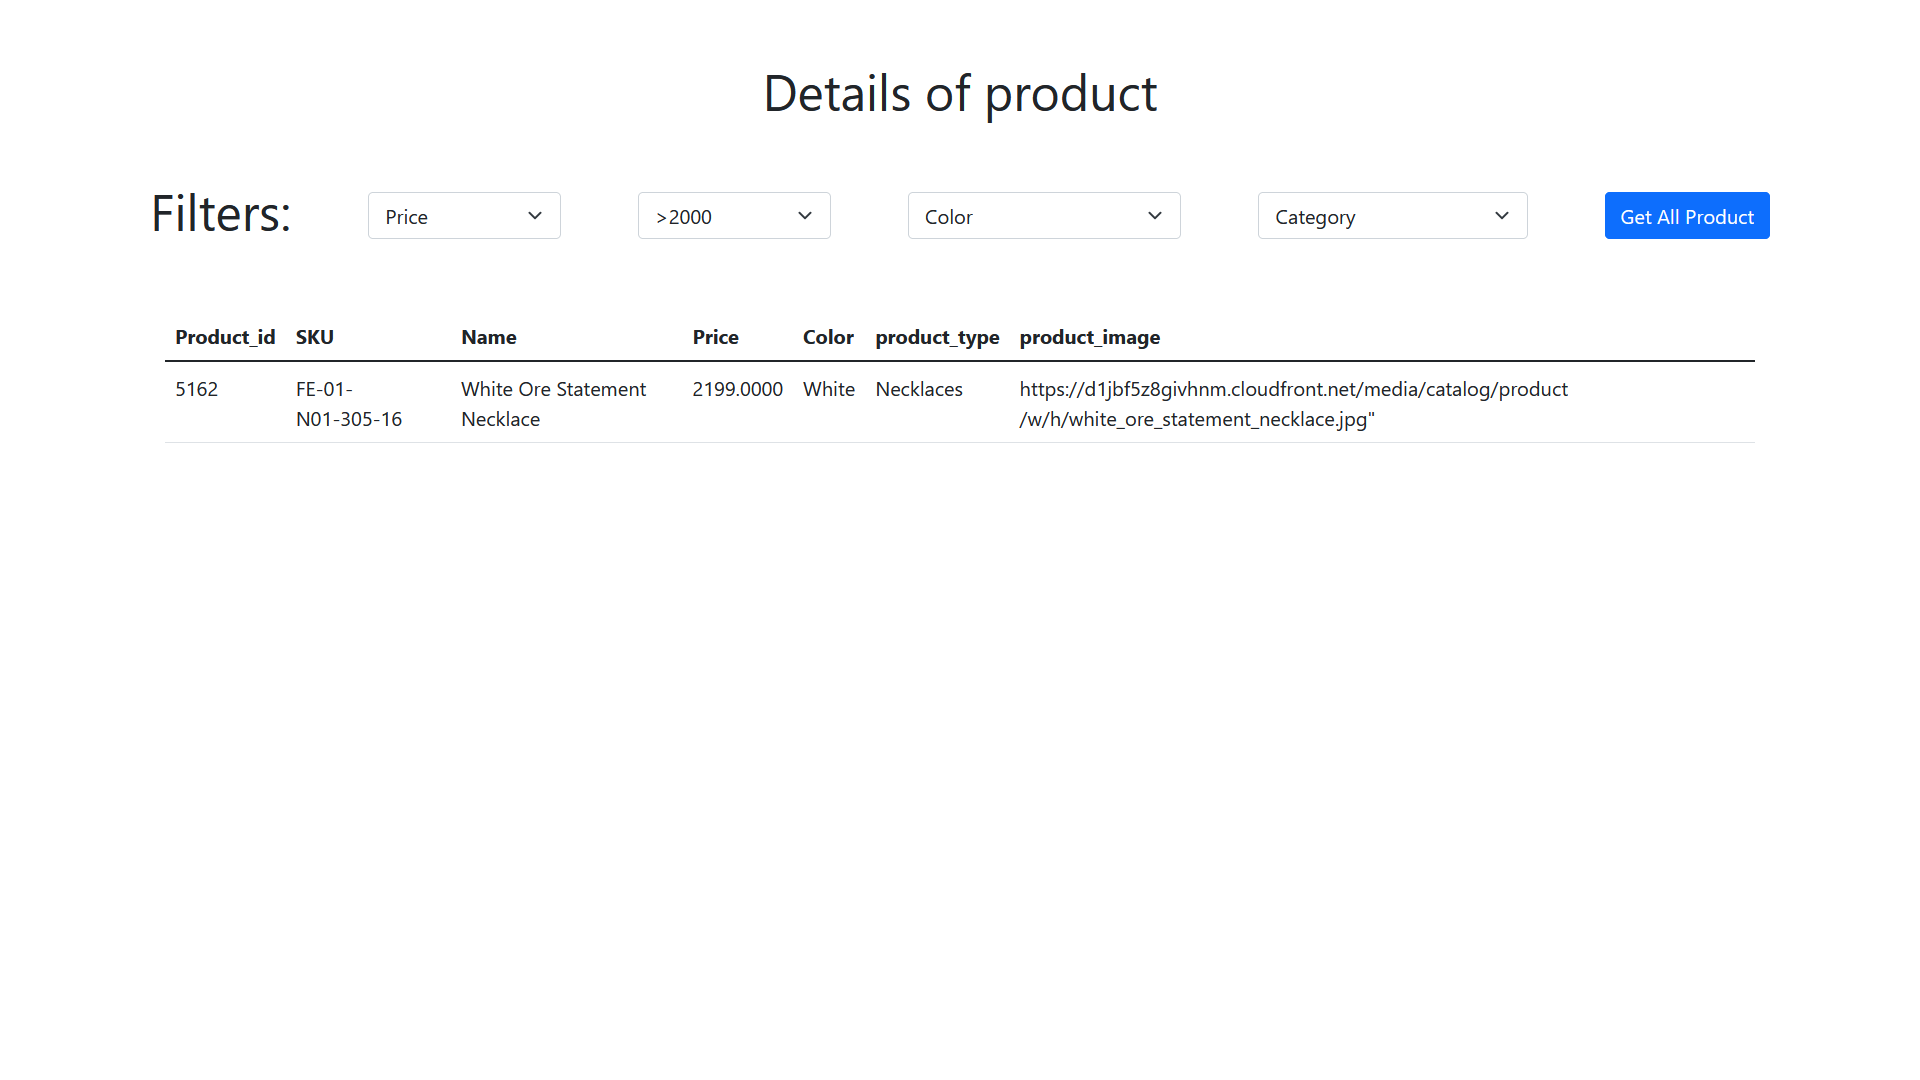 Details of product
Filters: Price >2000 Color Category Get All Product
Product_id SKU Name Price Color product_type product_image
5162 FE-01- White Ore Statement 2199.0000 White Necklaces https://d1jbf5z8givhnm.cloudfront.net/media/catalog/product
N01-305-16 Necklace /w/h/white_ore_statement_necklace.jpg"